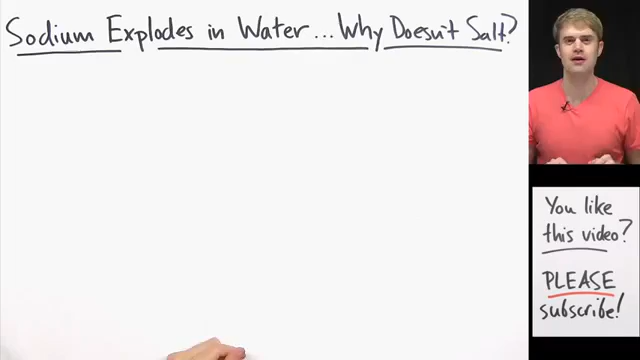 Sodium Explodes in Water... Why Doesn't Salt?
You like
this video?
PLEASE
subscribe!